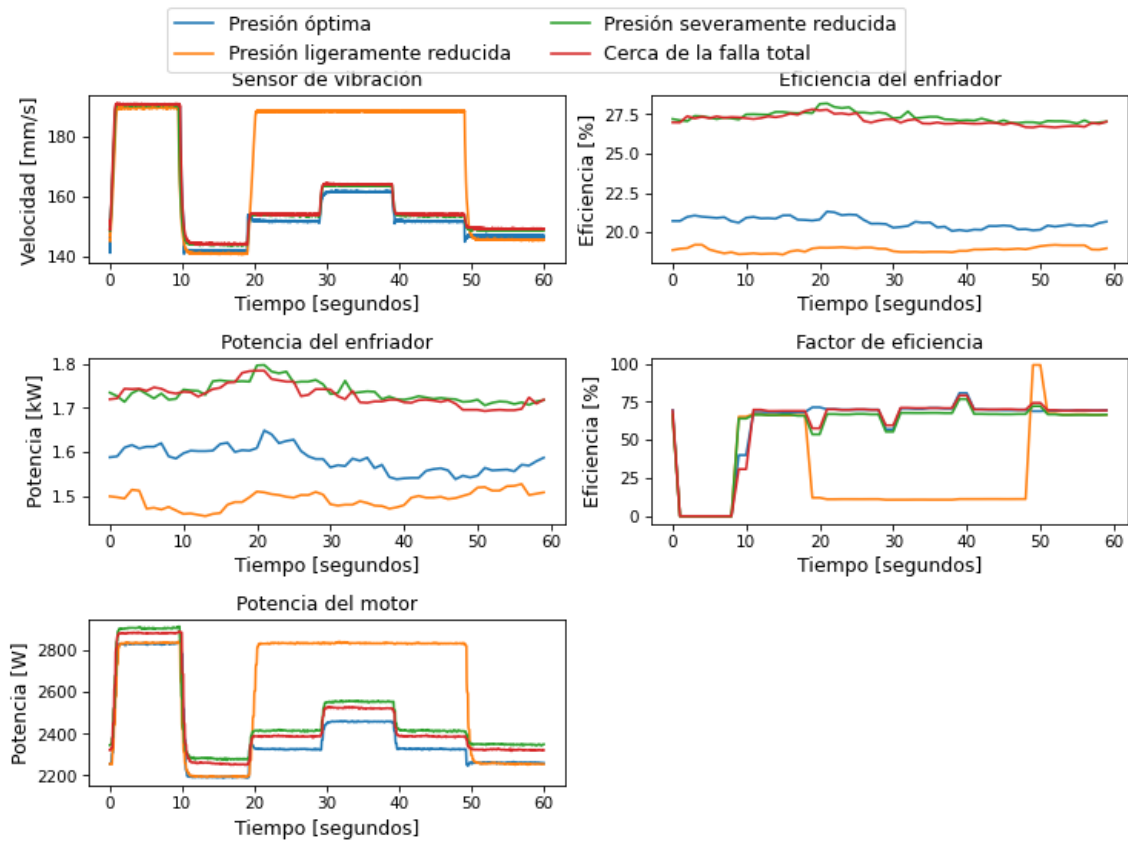 Presión óptima
Presión ligeramente reducida
Presión severamente reducida
Cerca de la falla total
Sensor de vibración
Velocidad [mm/s]
180
160
140
0 10 20 30 40 50 60
Tiempo [segundos]
Eficiencia del enfriador
Eficiencia [%]
27.5
25.0
22.5
20.0
0 10 20 30 40 50 60
Tiempo [segundos]
Potencia del enfriador
Potencia [kW]
1.8
1.7
1.6
1.5
0 10 20 30 40 50 60
Tiempo [segundos]
Factor de eficiencia
Eficiencia [%]
100
75
50
25
0
0 10 20 30 40 50 60
Tiempo [segundos]
Potencia del motor
Potencia [W]
2800
2600
2400
2200
0 10 20 30 40 50 60
Tiempo [segundos]